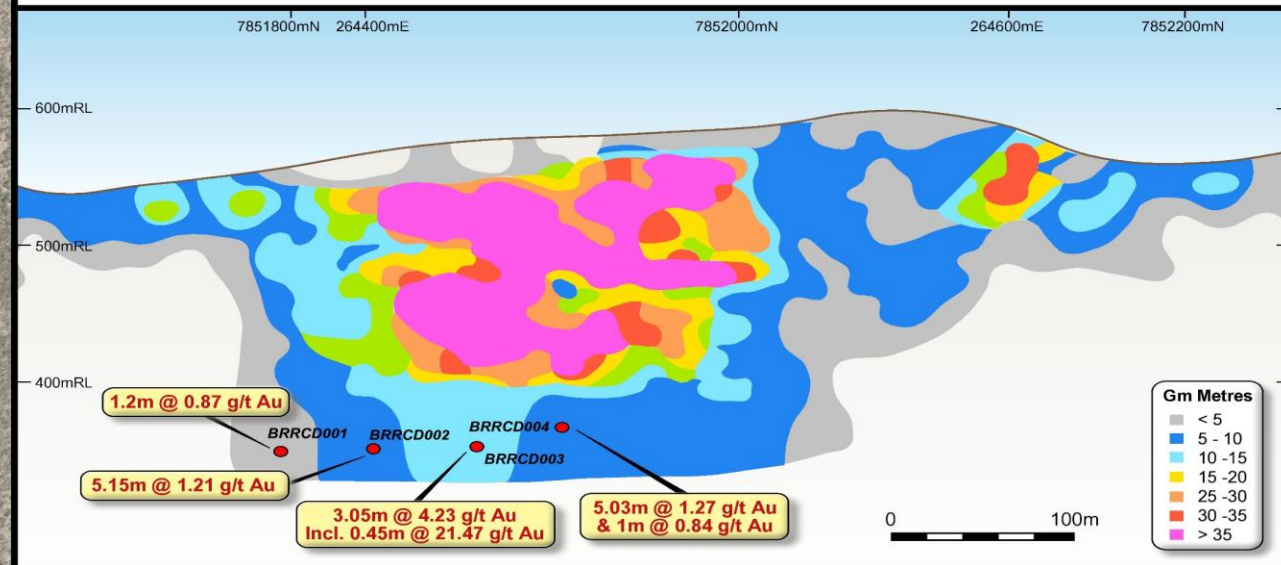 7851800mN 264400mE 7852000mN 264600mE 7852200mN
600mRL
500mRL
400mRL
1.2m @ 0.87 g/t Au
BRRCD001
BRRCD002
BRRCD004
BRRCD003
5.15m @ 1.21 g/t Au
3.05m @ 4.23 g/t Au
Incl. 0.45m @ 21.47 g/t Au
5.03m @ 1.27 g/t Au
& 1m @ 0.84 g/t Au
0 100m
Gm Metres
< 5
5 - 10
10 -15
15 -20
25 -30
30 -35
> 35